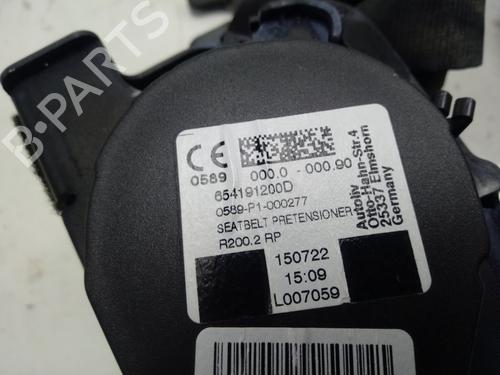 B-PARTS
CE
0589
000.0 - 000.90
654191200D
0589-P1-000277
SEATBELT PRETENSIONER
R200.2 RP
Autoliv
Otto-Hahn-Str.4
25337 Elmshorn
Germany
150722
15:09
L007059